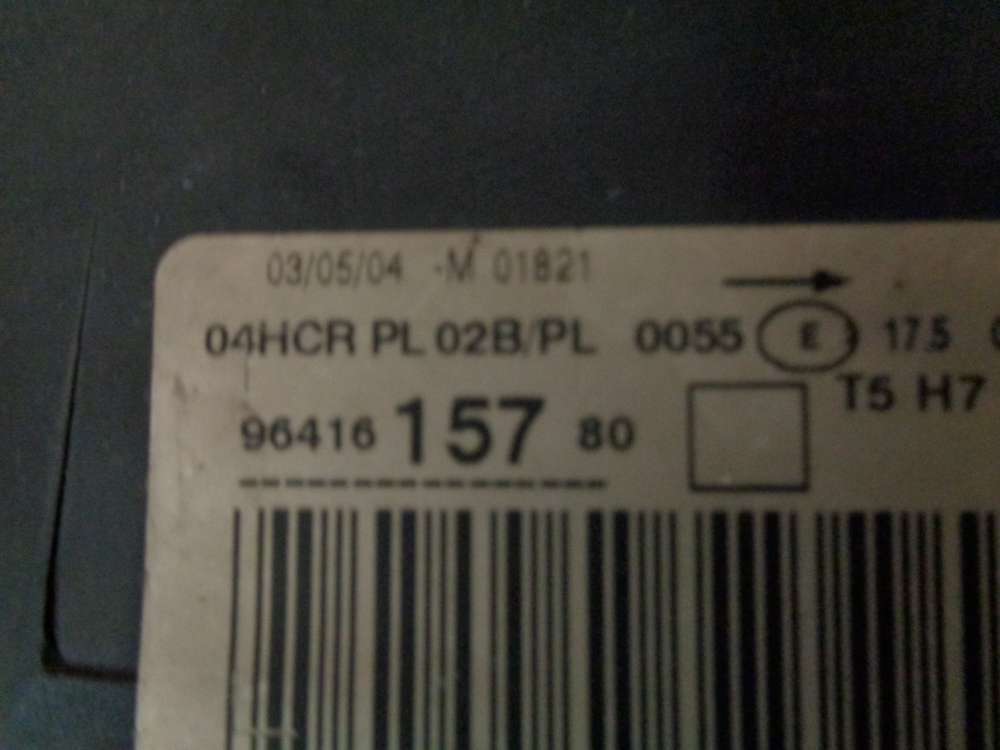 03/05/04 -M 01821
04HCR PL 02B/PL 0055 E 17.5
T5 H7
96416 157 80